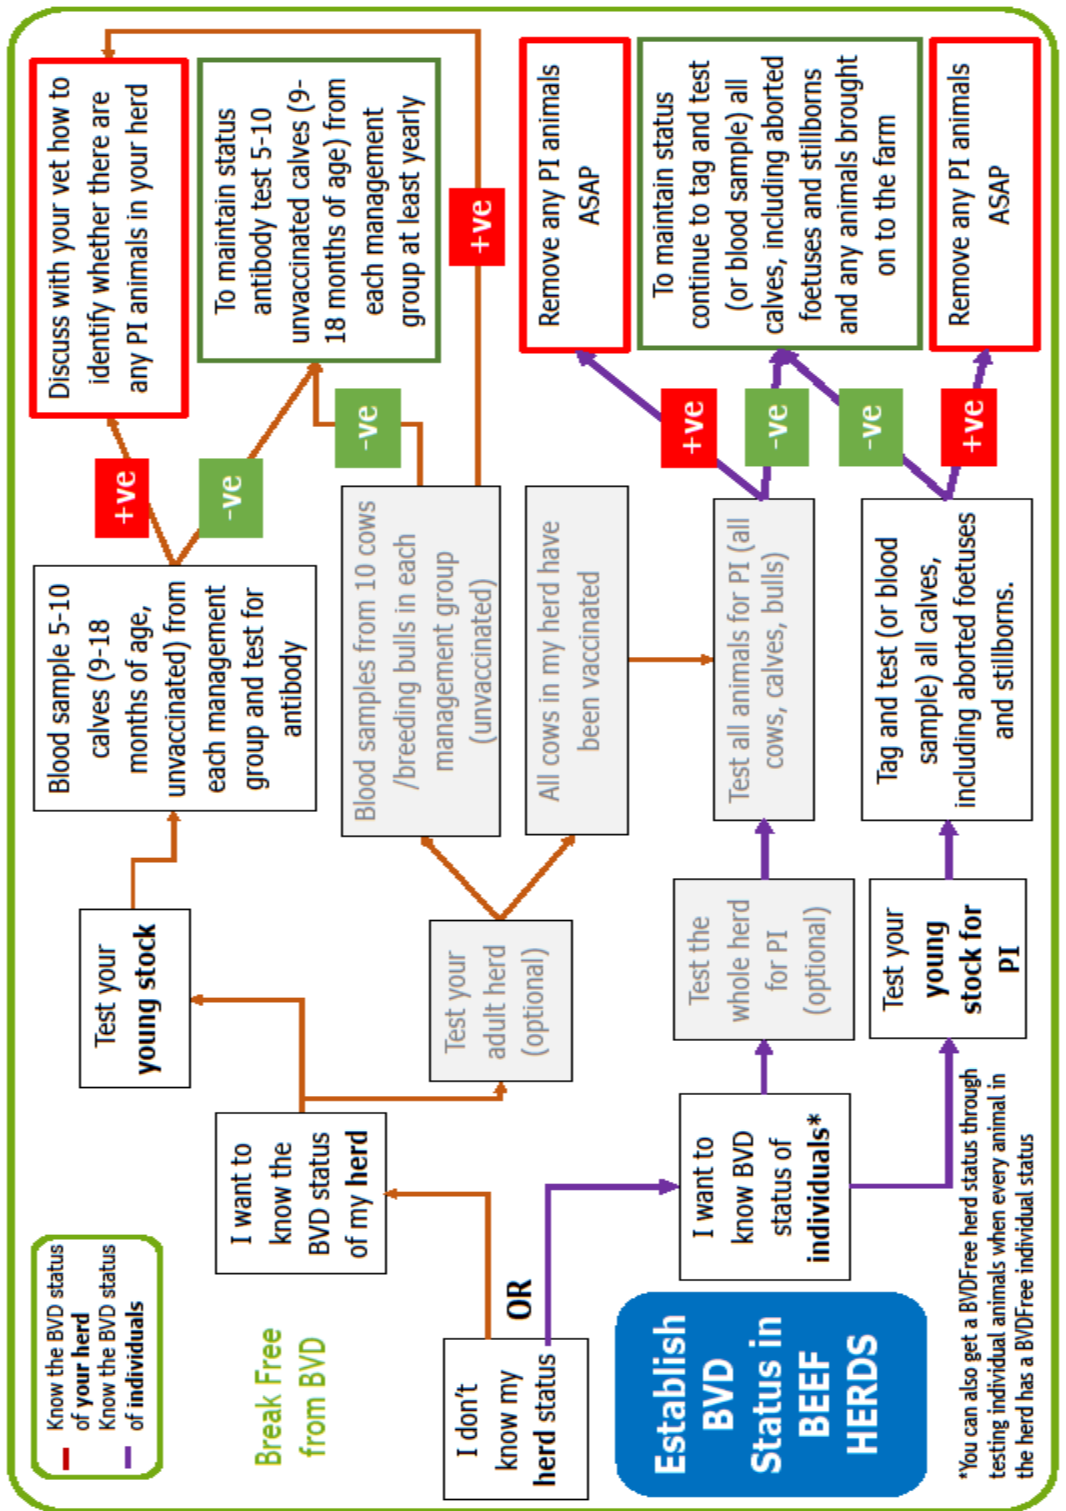 Know the BVD status
of your herd
Know the BVD status
of individuals
Break Free
from BVD
I don't
know my
herd status
OR
Establish
BVD
Status in
BEEF
HERDS
I want to
know the
BVD status
of my herd
I want to
know BVD
status of
individuals*
Test your
young stock
Test your
adult herd
(optional)
Test the
whole herd
for PI
(optional)
Test your
young
stock for
PI
Blood sample 5-10
calves (9-18
months of age,
unvaccinated) from
each management
group and test for
antibody
Blood samples from 10 cows
/breeding bulls in each
management group
(unvaccinated)
All cows in my herd have
been vaccinated
Test all animals for PI (all
cows, calves, bulls)
Tag and test (or blood
sample) all calves,
including aborted foetuses
and stillborns.
+ve
-ve
-ve
+ve
+ve
-ve
-ve
+ve
Discuss with your vet how to
identify whether there are
any PI animals in your herd
To maintain status
antibody test 5-10
unvaccinated calves (9-
18 months of age) from
each management
group at least yearly
Remove any PI animals
ASAP
To maintain status
continue to tag and test
(or blood sample) all
calves, including aborted
foetuses and stillborns
and any animals brought
on to the farm
Remove any PI animals
ASAP
*You can also get a BVDFree herd status through
testing individual animals when every animal in
the herd has a BVDFree individual status